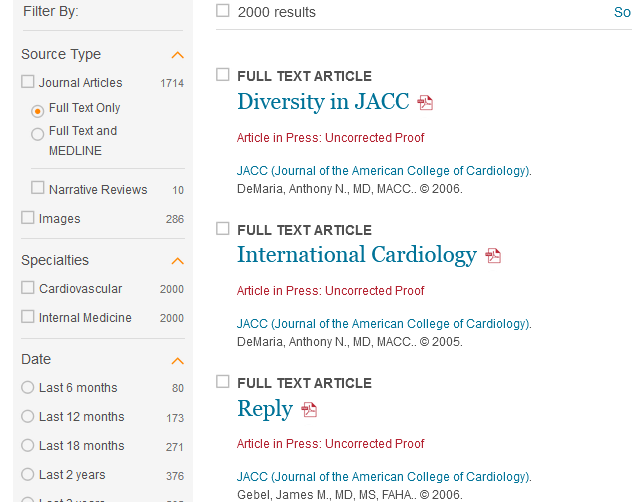 Filter By:
2000 results
So
Source Type
Journal Articles 1714
Full Text Only
Full Text and
MEDLINE
Narrative Reviews 10
Images 286
Specialties
Cardiovascular 2000
Internal Medicine 2000
Date
Last 6 months 80
Last 12 months 173
Last 18 months 271
Last 2 years 376
FULL TEXT ARTICLE
Diversity in JACC
Article in Press: Uncorrected Proof
JACC (Journal of the American College of Cardiology).
DeMaria, Anthony N., MD, MACC.. © 2006.
FULL TEXT ARTICLE
International Cardiology
Article in Press: Uncorrected Proof
JACC (Journal of the American College of Cardiology).
DeMaria, Anthony N., MD, MACC.. © 2005.
FULL TEXT ARTICLE
Reply
Article in Press: Uncorrected Proof
JACC (Journal of the American College of Cardiology).
Gebel, James M., MD, MS, FAHA.. © 2006.